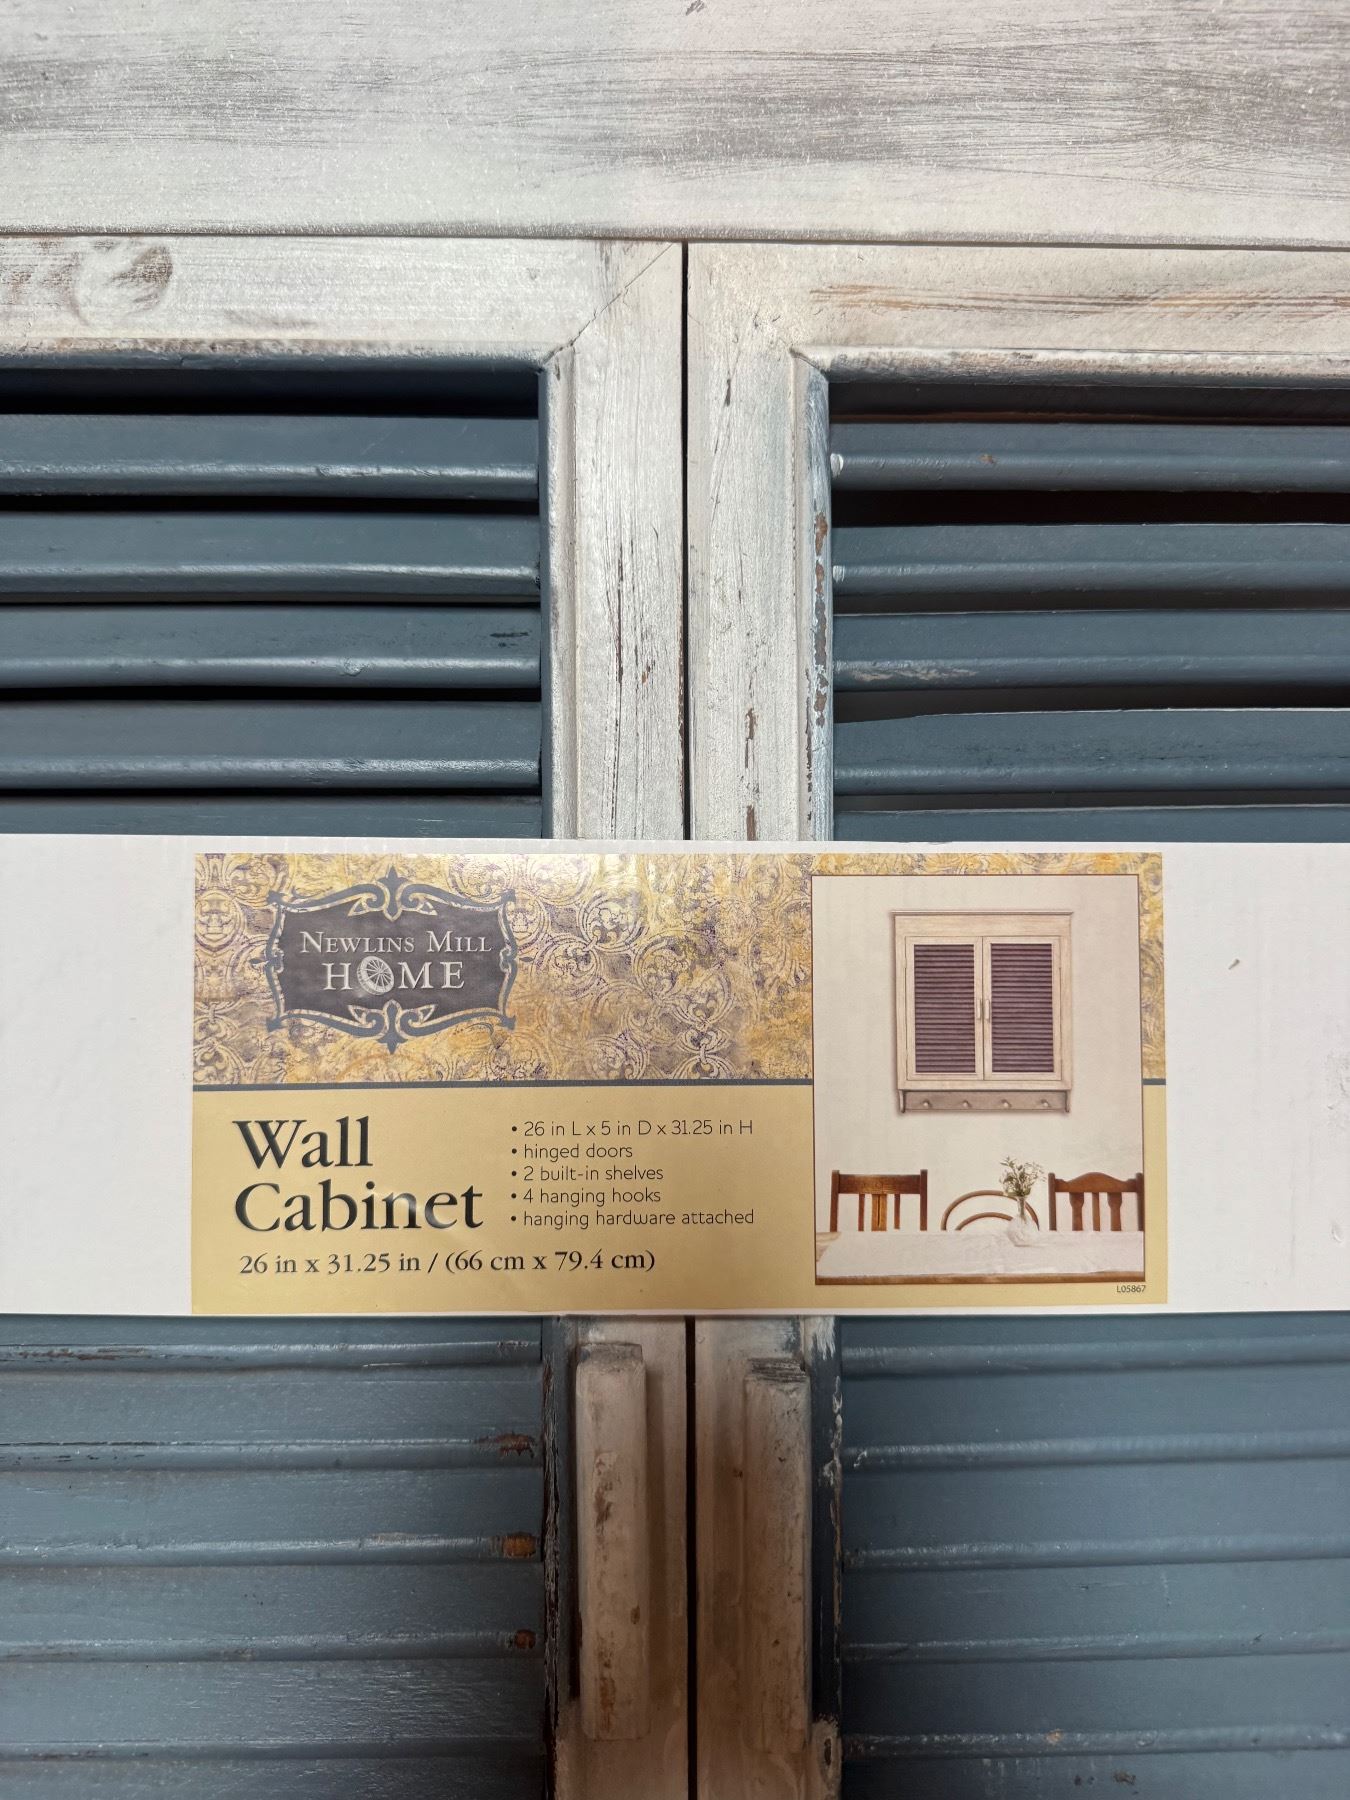 NEWLINS MILL
HOME
Wall
Cabinet
• 26 in L x 5 in D x 31.25 in H
• hinged doors
• 2 built-in shelves
• 4 hanging hooks
• hanging hardware attached
26 in x 31.25 in / (66 cm x 79.4 cm)
L05867